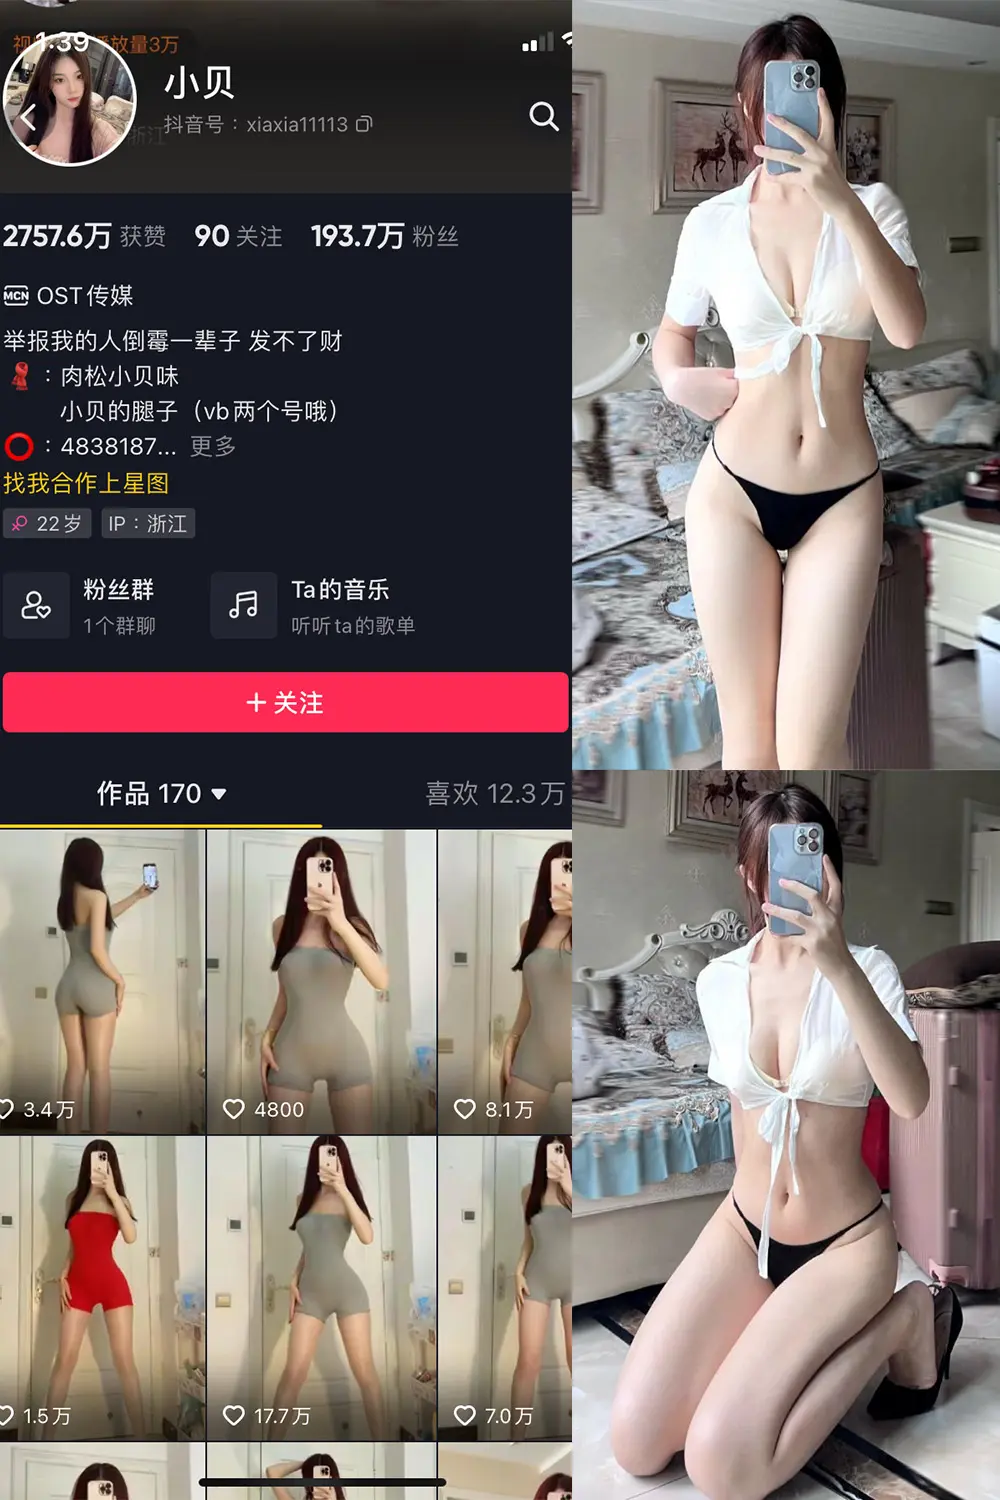 1:39
放量3万
小贝
抖音号：xiaxia11113
浙江
2757.6万 获赞 90 关注 193.7万 粉丝
MCN OST传媒
举报我的人倒霉一辈子 发不了财
：肉松小贝味
小贝的腿子（vb两个号哦）
：4838187... 更多
找我合作上星图
22岁 IP：浙江
粉丝群
1个群聊
Ta的音乐
听听ta的歌单
+ 关注
作品 170
喜欢 12.3万
3.4万
4800
8.1万
1.5万
17.7万
7.0万